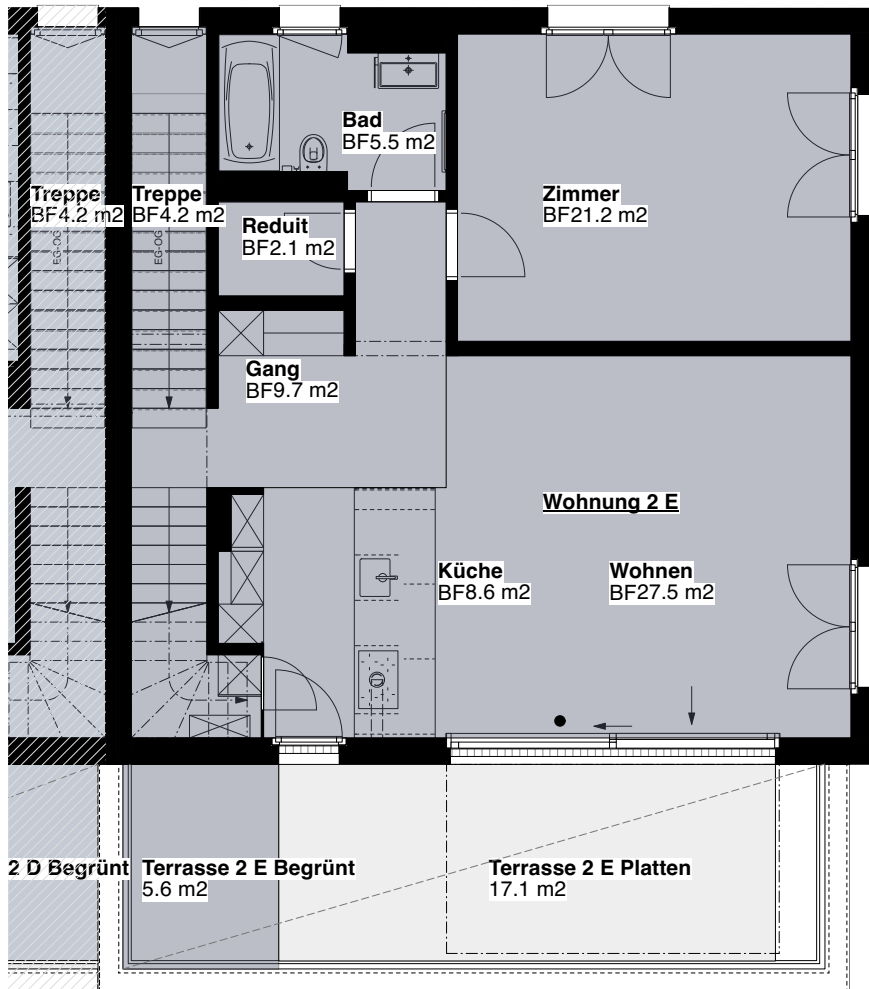 Bad
BF5.5 m2
Treppe
BF4.2 m2
Treppe
BF4.2 m2
Zimmer
BF21.2 m2
Reduit
BF2.1 m2
EG-OG
EG-OG
Gang
BF9.7 m2
Wohnung 2 E
Küche
BF8.6 m2
Wohnen
BF27.5 m2
2 D Begrünt
Terrasse 2 E Begrünt
5.6 m2
Terrasse 2 E Platten
17.1 m2